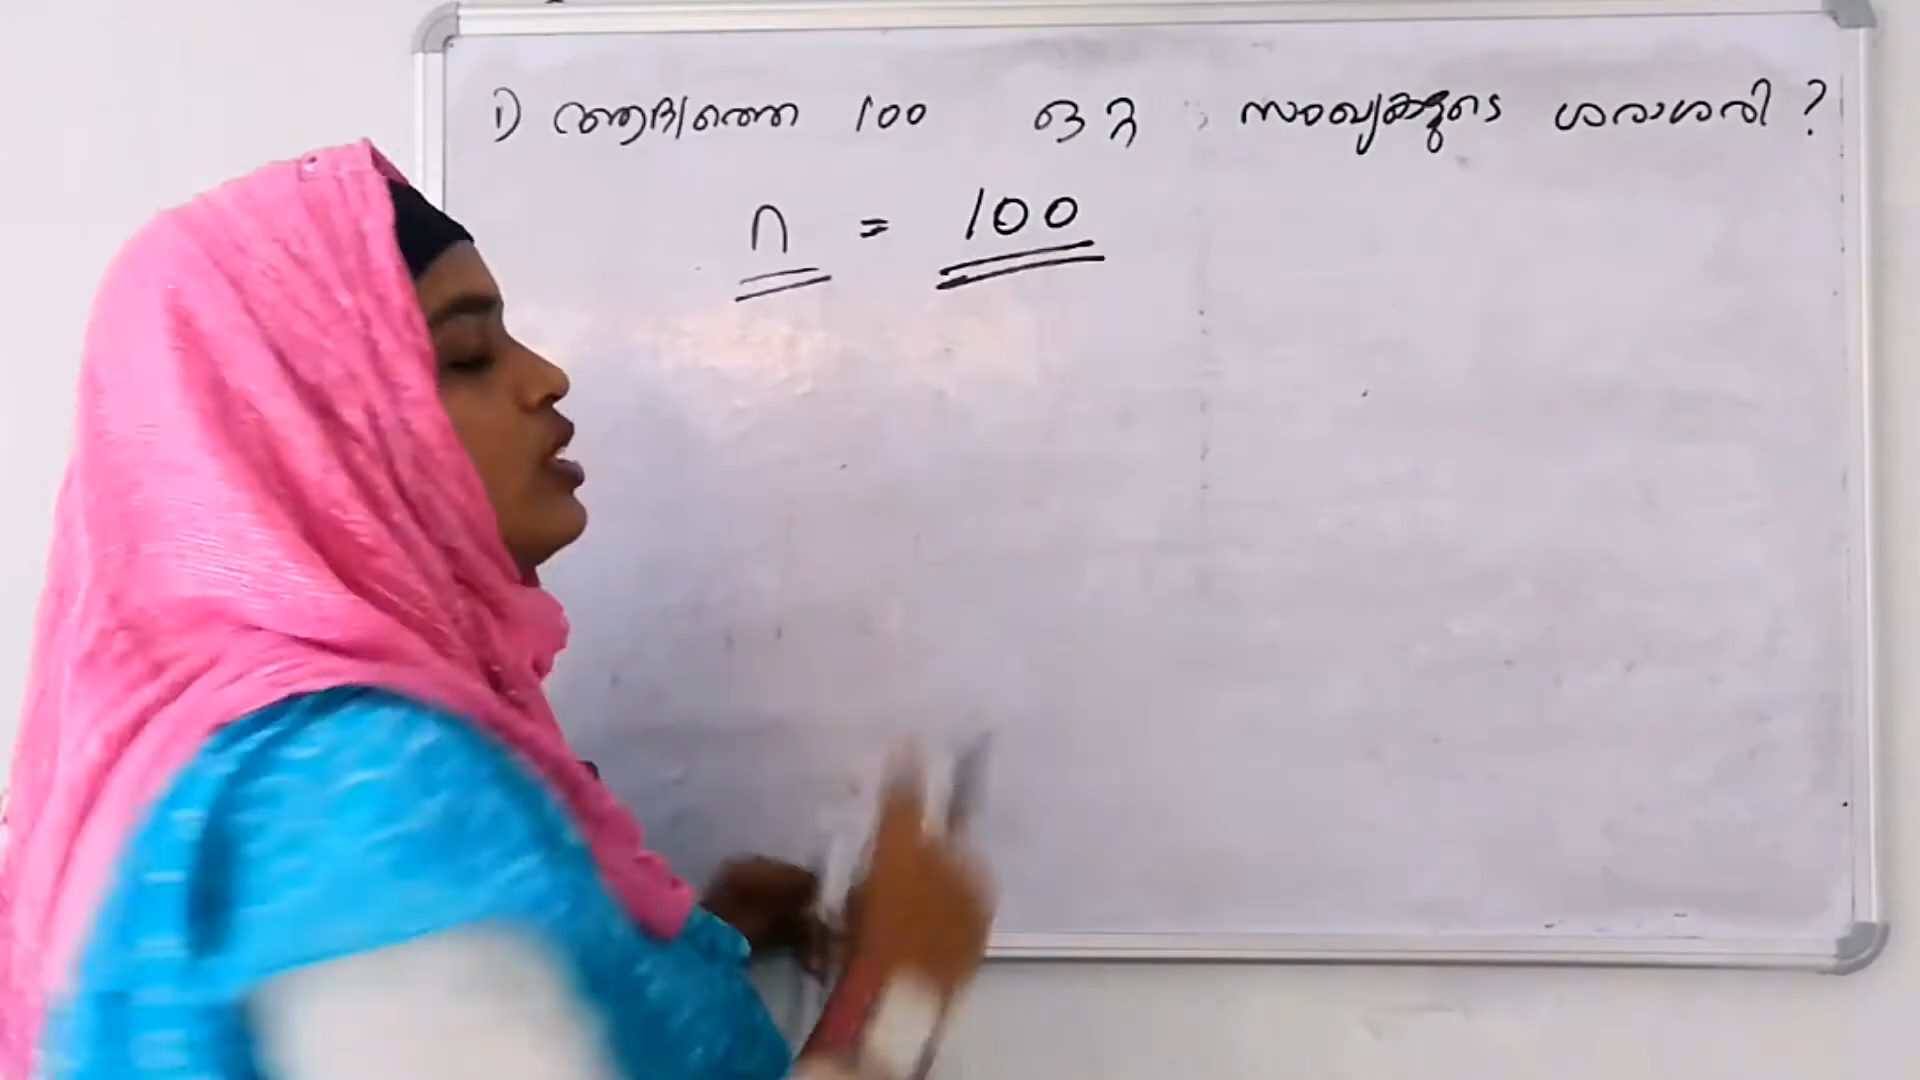 1) ആദ്യത്തെ 100 ഒറ്റ സംഖ്യകളുടെ ശരാശരി ?
n = 100